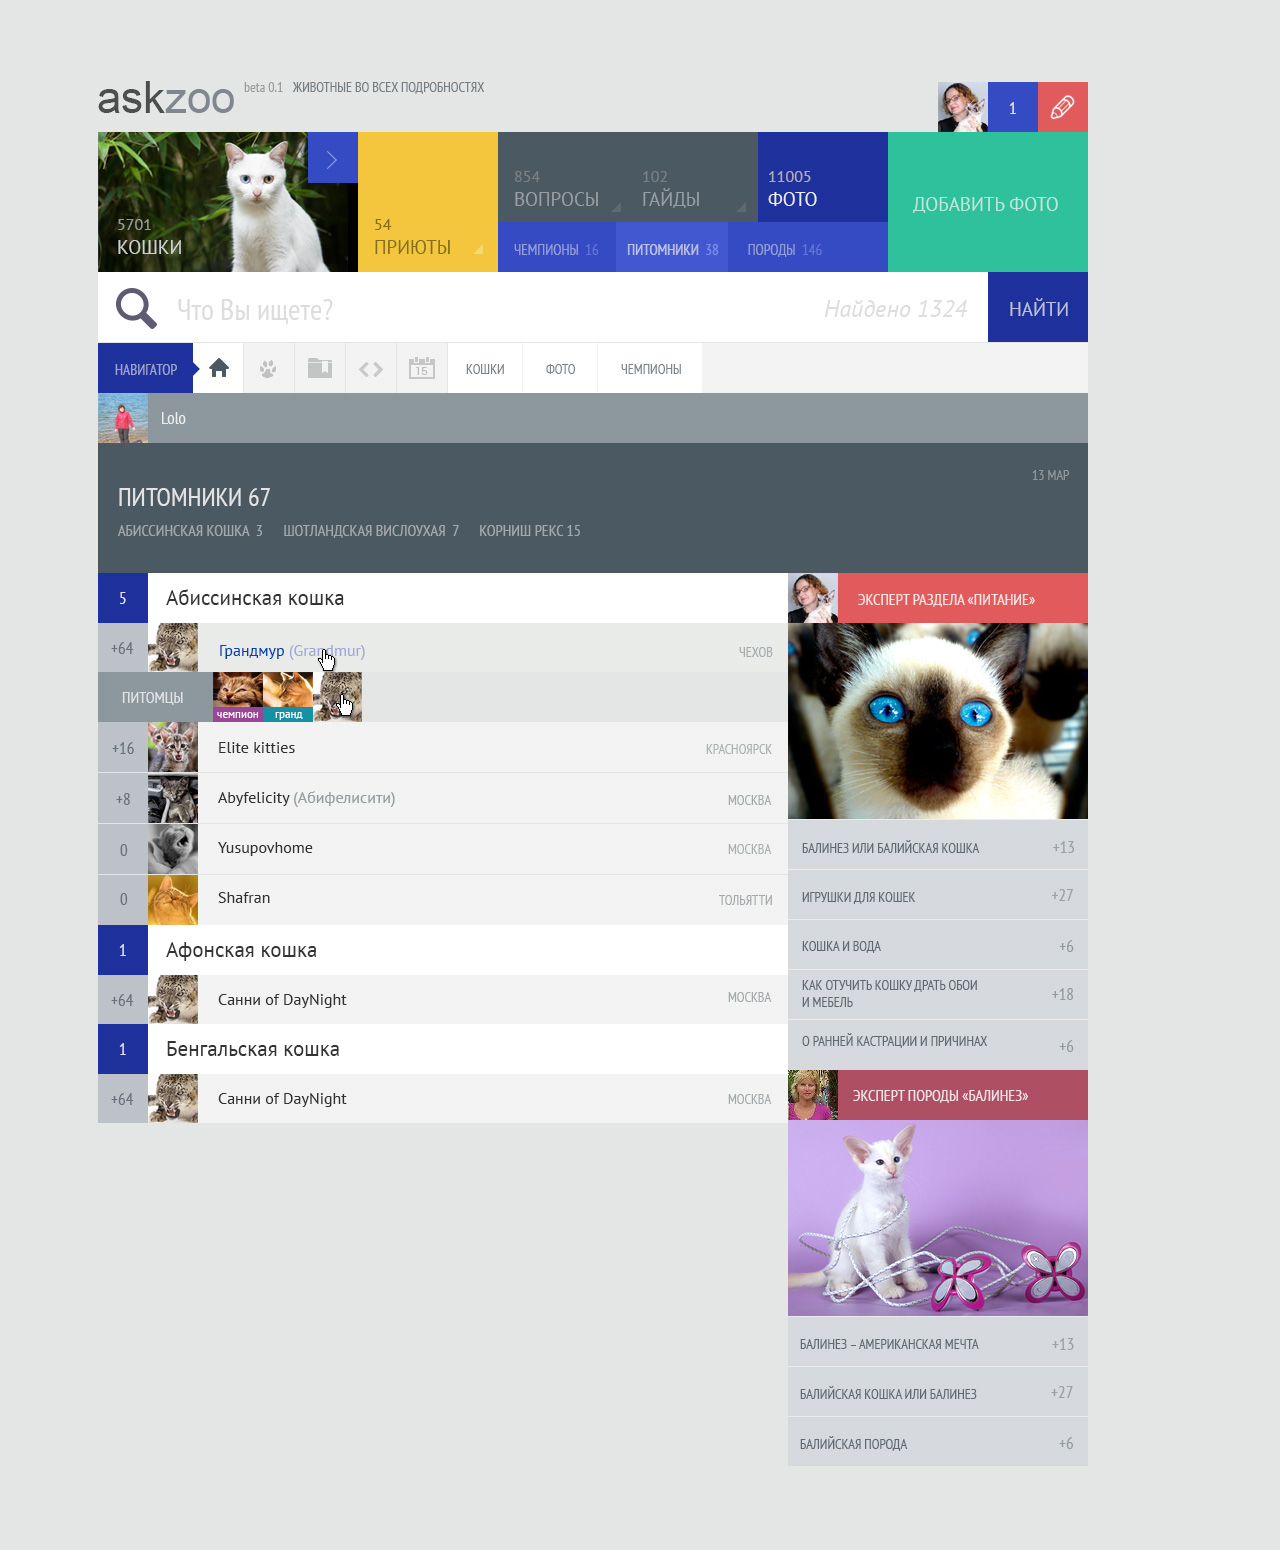 askzoo beta 0.1 ЖИВОТНЫЕ ВО ВСЕХ ПОДРОБНОСТЯХ
1
5701
КОШКИ
54
ПРИЮТЫ
854
ВОПРОСЫ
102
ГАЙДЫ
11005
ФОТО
ЧЕМПИОНЫ 16
ПИТОМНИКИ 38
ПОРОДЫ 146
ДОБАВИТЬ ФОТО
Что Вы ищете?
Найдено 1324
НАЙТИ
НАВИГАТОР
15
КОШКИ
ФОТО
ЧЕМПИОНЫ
Lolo
13 МАР
ПИТОМНИКИ 67
АБИССИНСКАЯ КОШКА 3
ШОТЛАНДСКАЯ ВИСЛОУХАЯ 7
КОРНИШ РЕКС 15
5 Абиссинская кошка
+64 Грандмур (Grandmur) ЧЕХОВ
ПИТОМЦЫ
чемпион
гранд
+16 Elite kitties КРАСНОЯРСК
+8 Abyfelicity (Абифелисити) МОСКВА
0 Yusupovhome МОСКВА
0 Shafran ТОЛЬЯТТИ
1 Афонская кошка
+64 Санни of DayNight МОСКВА
1 Бенгальская кошка
+64 Санни of DayNight МОСКВА
ЭКСПЕРТ РАЗДЕЛА «ПИТАНИЕ»
БАЛИНЕЗ ИЛИ БАЛИЙСКАЯ КОШКА +13
ИГРУШКИ ДЛЯ КОШЕК +27
КОШКА И ВОДА +6
КАК ОТУЧИТЬ КОШКУ ДРАТЬ ОБОИ
И МЕБЕЛЬ +18
О РАННЕЙ КАСТРАЦИИ И ПРИЧИНАХ +6
ЭКСПЕРТ ПОРОДЫ «БАЛИНЕЗ»
БАЛИНЕЗ – АМЕРИКАНСКАЯ МЕЧТА +13
БАЛИЙСКАЯ КОШКА ИЛИ БАЛИНЕЗ +27
БАЛИЙСКАЯ ПОРОДА +6